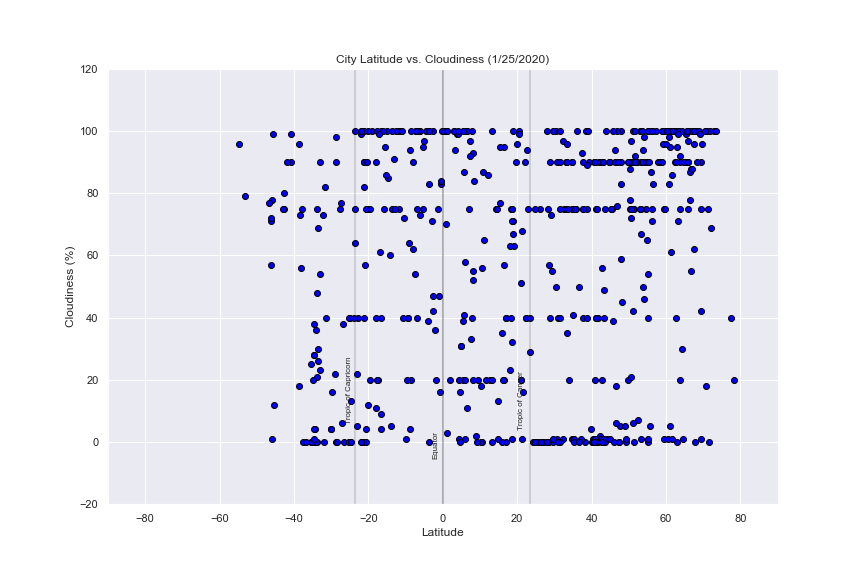 City Latitude vs. Cloudiness (1/25/2020)
120
100
80
60
40
20
0
−20
Cloudiness (%)
Tropic of Capricorn
Equator
Tropic of Cancer
−80
−60
−40
−20
0
20
40
60
80
Latitude